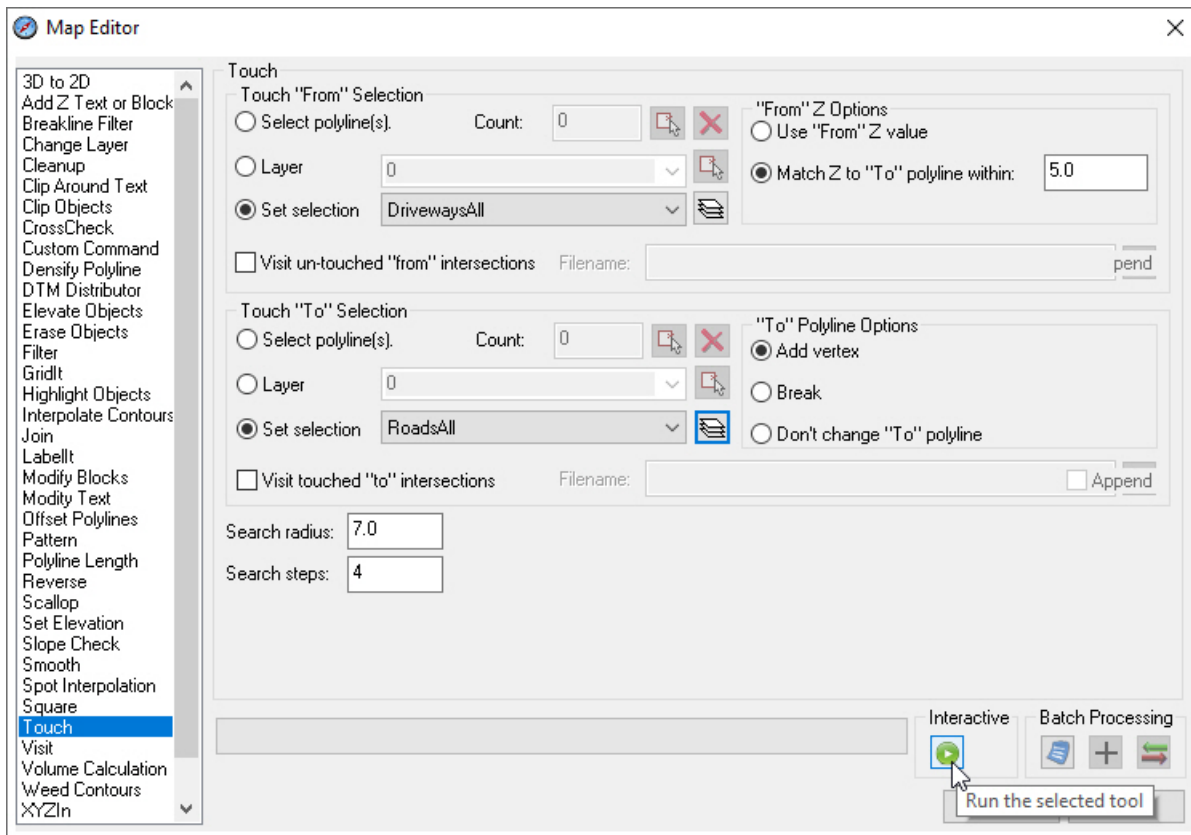 Map Editor
3D to 2D
Add Z Text or Block
Breakline Filter
Change Layer
Cleanup
Clip Around Text
Clip Objects
CrossCheck
Custom Command
Densify Polyline
DTM Distributor
Elevate Objects
Erase Objects
Filter
GridIt
Highlight Objects
Interpolate Contours
Join
LabelIt
Modify Blocks
Modity Text
Offset Polylines
Pattern
Polyline Length
Reverse
Scallop
Set Elevation
Slope Check
Smooth
Spot Interpolation
Square
Touch
Visit
Volume Calculation
Weed Contours
XYZIn
Touch
Touch "From" Selection
Select polyline(s). Count: 0
Layer 0
Set selection DrivewaysAll
"From" Z Options
Use "From" Z value
Match Z to "To" polyline within: 5.0
Visit un-touched "from" intersections Filename: pend
Touch "To" Selection
Select polyline(s). Count: 0
Layer 0
Set selection RoadsAll
"To" Polyline Options
Add vertex
Break
Don't change "To" polyline
Visit touched "to" intersections Filename: Append
Search radius: 7.0
Search steps: 4
Interactive Batch Processing
Run the selected tool